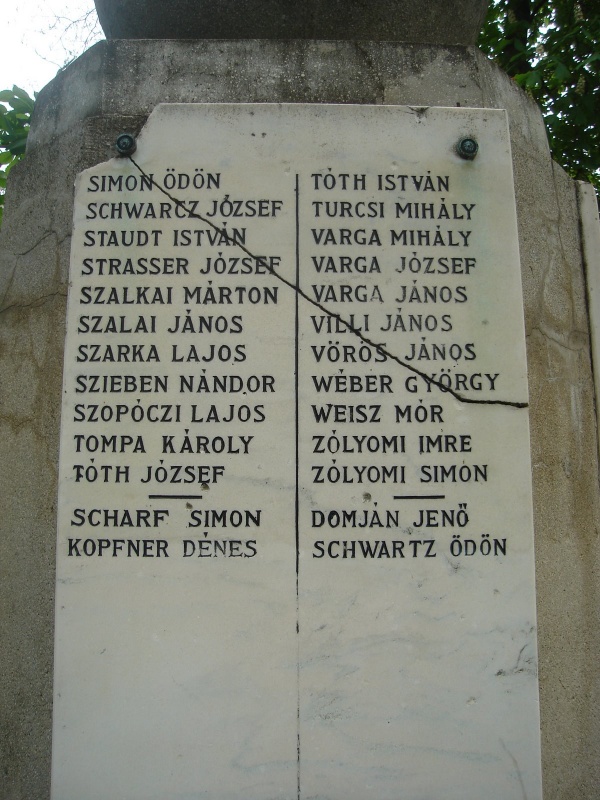 SIMON ÖDÖN
SCHWARCZ JÓZSEF
STAUDT ISTVÁN
STRASSER JÓZSEF
SZALKAI MÁRTON
SZALAI JÁNOS
SZARKA LAJOS
SZIEBEN NÁNDOR
SZOPÓCZI LAJOS
TOMPA KÁROLY
TÓTH JÓZSEF
SCHARF SIMON
KOPFNER DÉNES
TÓTH ISTVÁN
TURCSI MIHÁLY
VARGA MIHÁLY
VARGA JÓZSEF
VARGA JÁNOS
VILLI JÁNOS
VÖRÖS JÁNOS
WÉBER GYÖRGY
WEISZ MÓR
ZÓLYOMI IMRE
ZÓLYOMI SIMON
DOMJÁN JENŐ
SCHWARTZ ÖDÖN